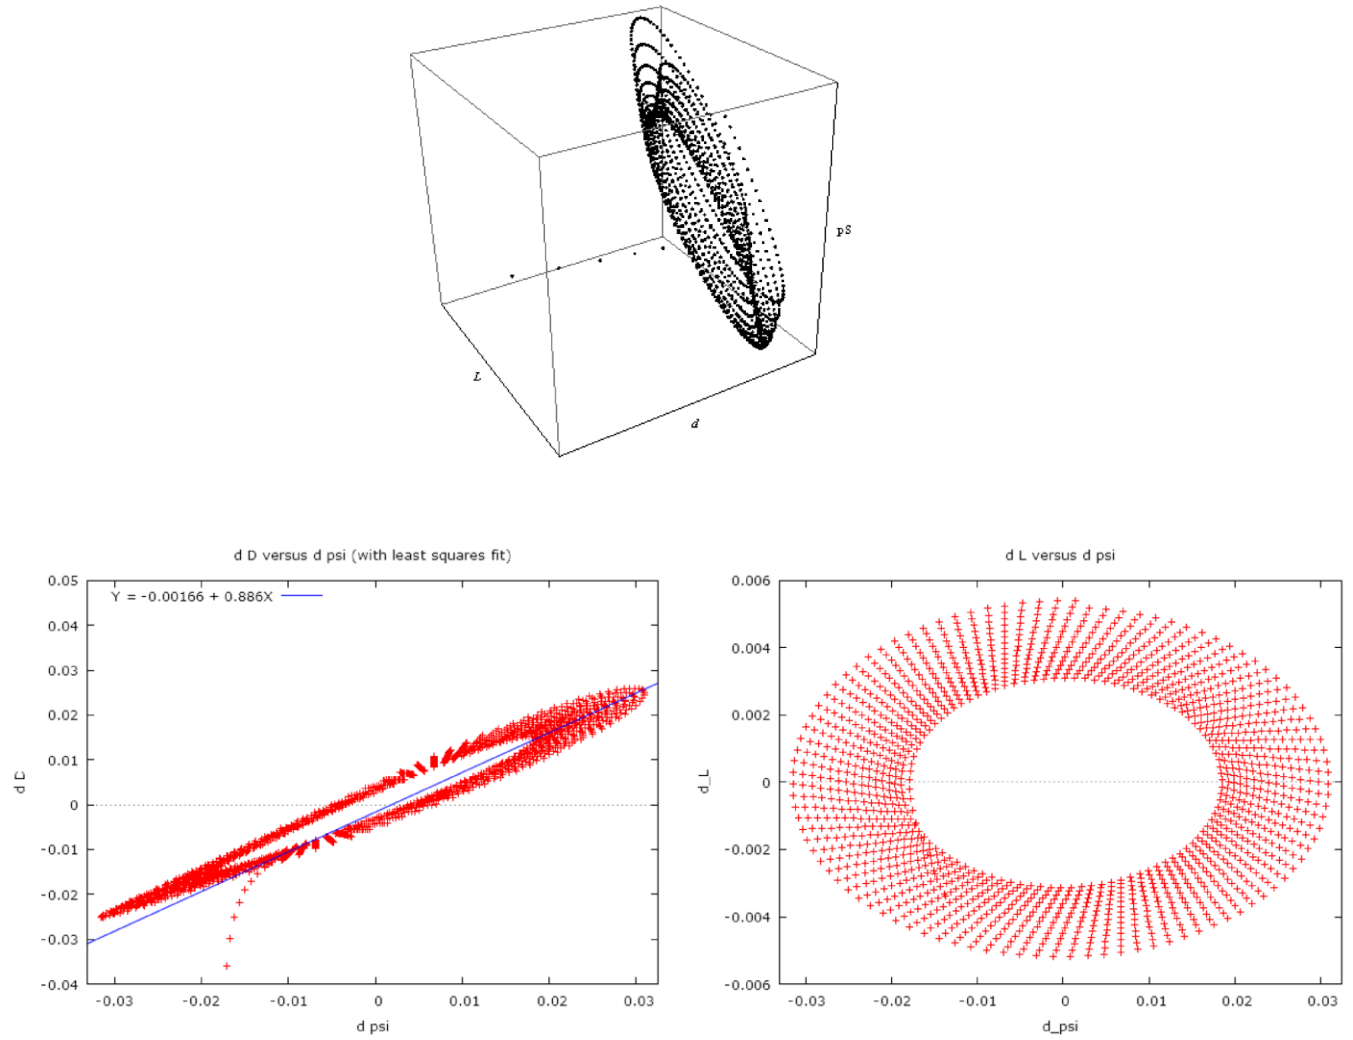 pS
L
d
d D versus d psi (with least squares fit)
Y = -0.00166 + 0.886X
0.05
0.04
0.03
0.02
0.01
0
-0.01
-0.02
-0.03
-0.04
d D
-0.03 -0.02 -0.01 0 0.01 0.02 0.03
d psi
d L versus d psi
0.006
0.004
0.002
0
-0.002
-0.004
-0.006
d_L
-0.03 -0.02 -0.01 0 0.01 0.02 0.03
d_psi